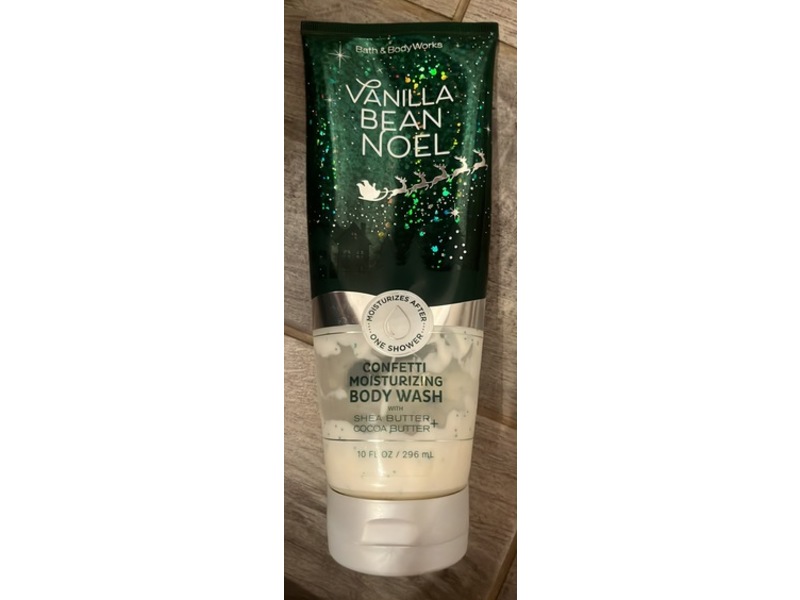 Bath & Body Works
VANILLA
BEAN
NOEL
MOISTURIZES AFTER
ONE SHOWER
CONFETTI
MOISTURIZING
BODY WASH
WITH
SHEA BUTTER
COCOA BUTTER+
10 FL OZ / 296 mL